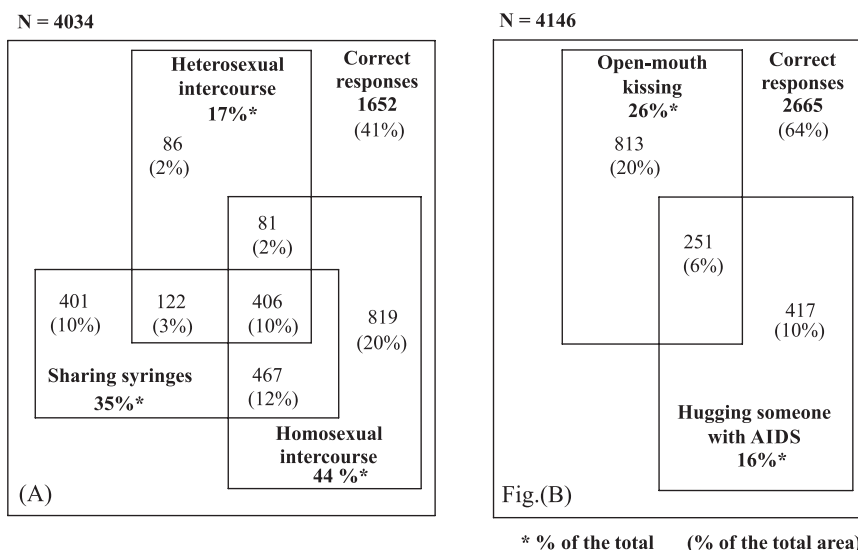 N = 4034
Heterosexual
intercourse
17%*
Correct
responses
1652
(41%)
86
(2%)
81
(2%)
401
(10%)
122
(3%)
406
(10%)
819
(20%)
Sharing syringes
35%*
467
(12%)
Homosexual
intercourse
44 %*
(A)
N = 4146
Open-mouth
kissing
26%*
Correct
responses
2665
(64%)
813
(20%)
251
(6%)
417
(10%)
Hugging someone
with AIDS
16%*
Fig.(B)
* % of the total (% of the total area)